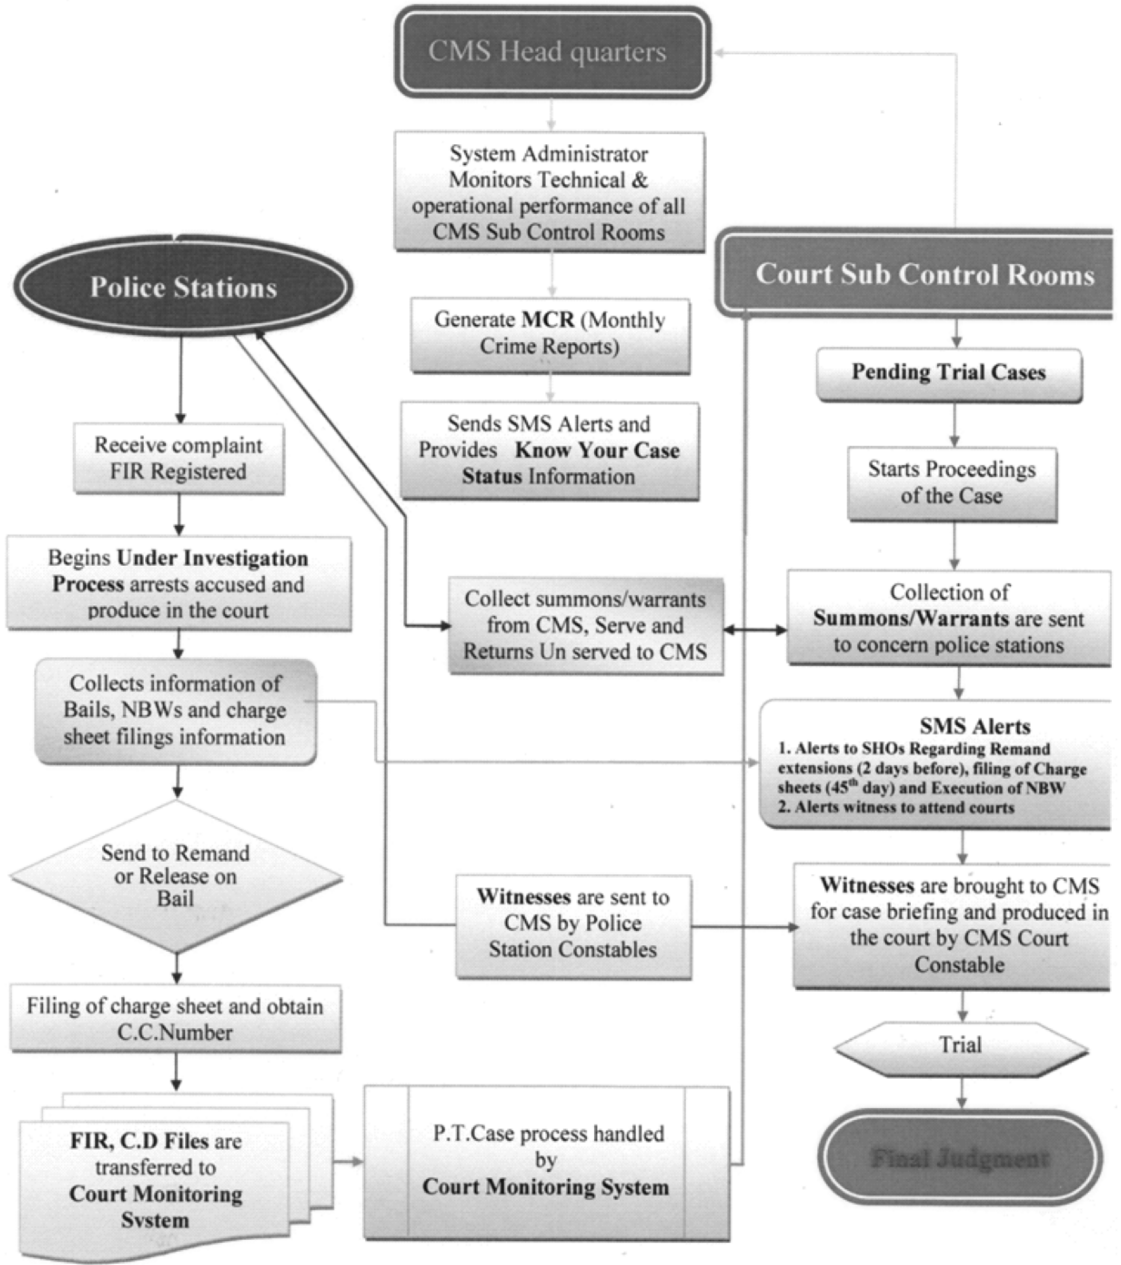 CMS Head quarters
System Administrator
Monitors Technical &
operational performance of all
CMS Sub Control Rooms
Generate MCR (Monthly
Crime Reports)
Sends SMS Alerts and
Provides Know Your Case
Status Information
Police Stations
Receive complaint
FIR Registered
Begins Under Investigation
Process arrests accused and
produce in the court
Collects information of
Bails, NBWs and charge
sheet filings information
Send to Remand
or Release on
Bail
Filing of charge sheet and obtain
C.C.Number
FIR, C.D Files are
transferred to
Court Monitoring
System
P.T.Case process handled
by
Court Monitoring System
Collect summons/warrants
from CMS, Serve and
Returns Un served to CMS
Witnesses are sent to
CMS by Police
Station Constables
Court Sub Control Rooms
Pending Trial Cases
Starts Proceedings
of the Case
Collection of
Summons/Warrants are sent
to concern police stations
SMS Alerts
1. Alerts to SHOs Regarding Remand
extensions (2 days before), filing of Charge
sheets (45th day) and Execution of NBW
2. Alerts witness to attend courts
Witnesses are brought to CMS
for case briefing and produced in
the court by CMS Court
Constable
Trial
Final Judgment